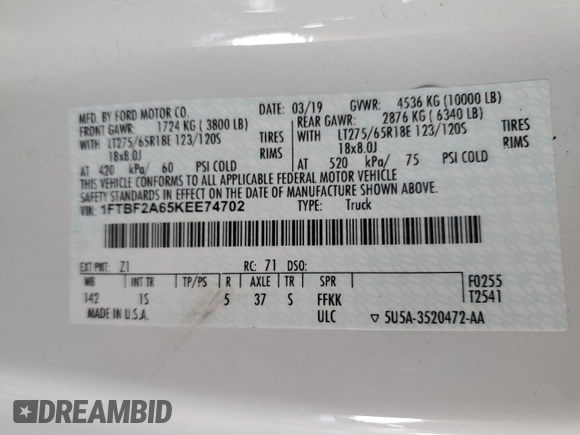 MFD. BY FORD MOTOR CO. DATE: 03/19 GVWR: 4536 KG (10000 LB)
FRONT GAWR: 1724 KG (3800 LB) REAR GAWR: 2876 KG (6340 LB)
WITH LT275/65R18E 123/120S TIRES WITH LT275/65R18E 123/120S TIRES
18x8.0J RIMS 18x8.0J RIMS
AT 420 kPa/ 60 PSI COLD AT 520 kPa/ 75 PSI COLD
THIS VEHICLE CONFORMS TO ALL APPLICABLE FEDERAL MOTOR VEHICLE
SAFETY STANDARDS IN EFFECT ON THE DATE OF MANUFACTURE SHOWN ABOVE.
VIN: 1FTBF2A65KEE74702 TYPE: Truck
EXT PNT: Z1 RC: 71 DSO:
WB INT TR TP/PS R AXLE TR SPR F0255
142 IS 5 37 S FFKK T2541
MADE IN U.S.A. ULC ▽ 5U5A-3520472-AA
DREAMBID